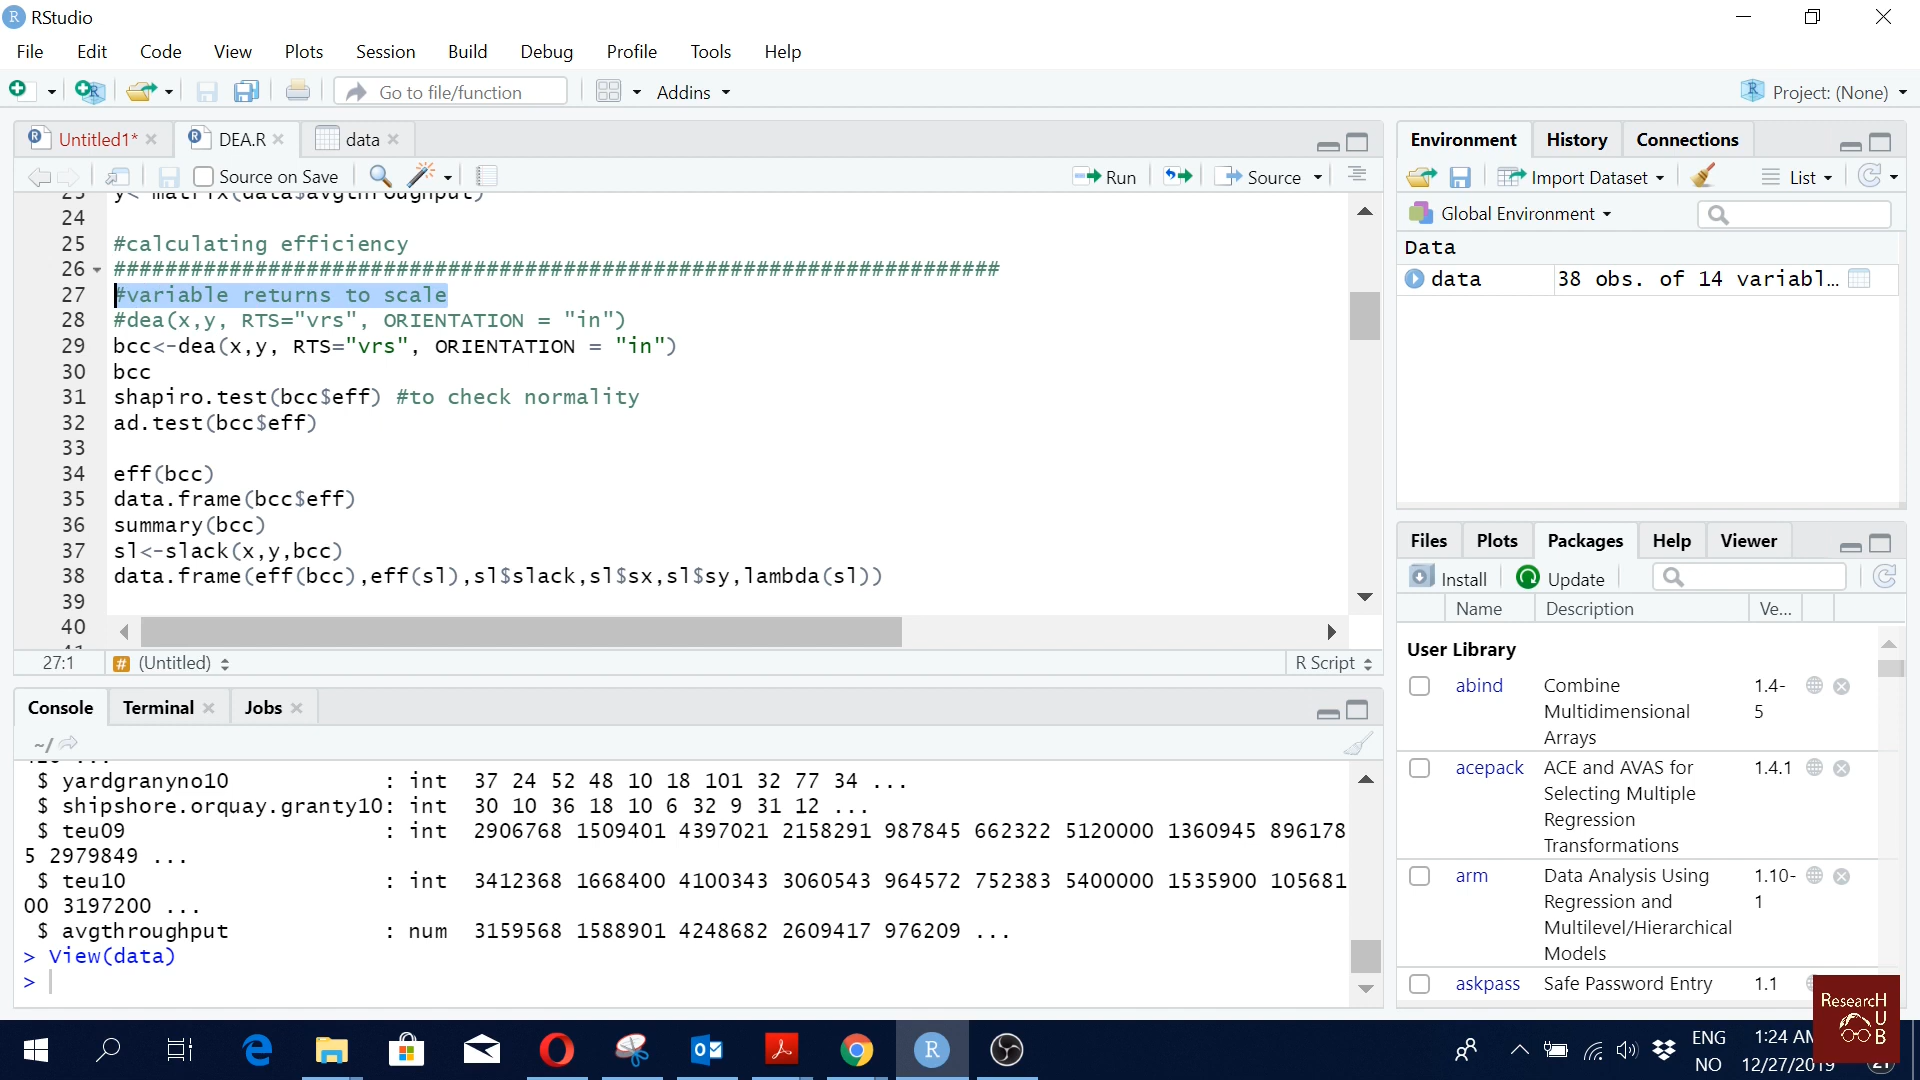 RStudio
File Edit Code View Plots Session Build Debug Profile Tools Help
Go to file/function Addins Project: (None)
Untitled1* DEA.R data
Source on Save Run Source
23 y<-matrix(data$avgthroughput)
24
25 #calculating efficiency
26 #####################################################################
27 #variable returns to scale
28 #dea(x,y, RTS="vrs", ORIENTATION = "in")
29 bcc<-dea(x,y, RTS="vrs", ORIENTATION = "in")
30 bcc
31 shapiro.test(bcc$eff) #to check normality
32 ad.test(bcc$eff)
33
34 eff(bcc)
35 data.frame(bcc$eff)
36 summary(bcc)
37 sl<-slack(x,y,bcc)
38 data.frame(eff(bcc),eff(sl),sl$slack,sl$sx,sl$sy,lambda(sl))
39
40
27:1 # (Untitled) R Script
Console Terminal Jobs
~/
$ yardgranyno10 : int 37 24 52 48 10 18 101 32 77 34 ...
$ shipshore.orquay.granty10: int 30 10 36 18 10 6 32 9 31 12 ...
$ teu09 : int 2906768 1509401 4397021 2158291 987845 662322 5120000 1360945 896178
5 2979849 ...
$ teu10 : int 3412368 1668400 4100343 3060543 964572 752383 5400000 1535900 105681
00 3197200 ...
$ avgthroughput : num 3159568 1588901 4248682 2609417 976209 ...
> View(data)
>
Environment History Connections
Import Dataset List
Global Environment
Data
data 38 obs. of 14 variabl...
Files Plots Packages Help Viewer
Install Update
Name Description Ve...
User Library
abind Combine 1.4-
Multidimensional 5
Arrays
acepack ACE and AVAS for 1.4.1
Selecting Multiple
Regression
Transformations
arm Data Analysis Using 1.10-
Regression and 1
Multilevel/Hierarchical
Models
askpass Safe Password Entry 1.1
ResearcH
U
B
ENG 1:24 AM
NO 12/27/2019
21